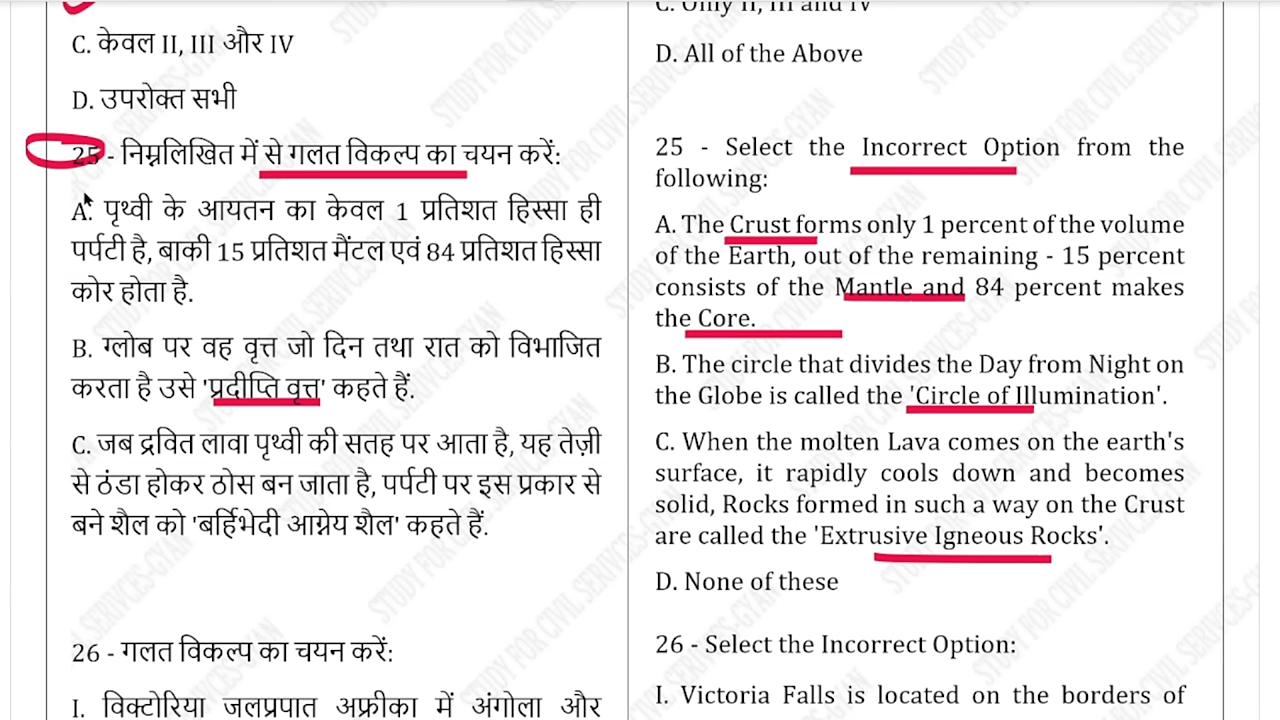 C. केवल II, III और IV
D. उपरोक्त सभी
25 - निम्नलिखित में से गलत विकल्प का चयन करें:
A. पृथ्वी के आयतन का केवल 1 प्रतिशत हिस्सा ही
पर्पटी है, बाकी 15 प्रतिशत मैंटल एवं 84 प्रतिशत हिस्सा
कोर होता है.
B. ग्लोब पर वह वृत्त जो दिन तथा रात को विभाजित
करता है उसे 'प्रदीप्ति वृत्त' कहते हैं.
C. जब द्रवित लावा पृथ्वी की सतह पर आता है, यह तेज़ी
से ठंडा होकर ठोस बन जाता है, पर्पटी पर इस प्रकार से
बने शैल को 'बर्हिभेदी आग्नेय शैल' कहते हैं.
26 - गलत विकल्प का चयन करें:
I. विक्टोरिया जलप्रपात अफ्रीका में अंगोला और
C. Only II, III and IV
D. All of the Above
25 - Select the Incorrect Option from the
following:
A. The Crust forms only 1 percent of the volume
of the Earth, out of the remaining - 15 percent
consists of the Mantle and 84 percent makes
the Core.
B. The circle that divides the Day from Night on
the Globe is called the 'Circle of Illumination'.
C. When the molten Lava comes on the earth's
surface, it rapidly cools down and becomes
solid, Rocks formed in such a way on the Crust
are called the 'Extrusive Igneous Rocks'.
D. None of these
26 - Select the Incorrect Option:
I. Victoria Falls is located on the borders of
STUDY FOR CIVIL SERIVCES-GYAN